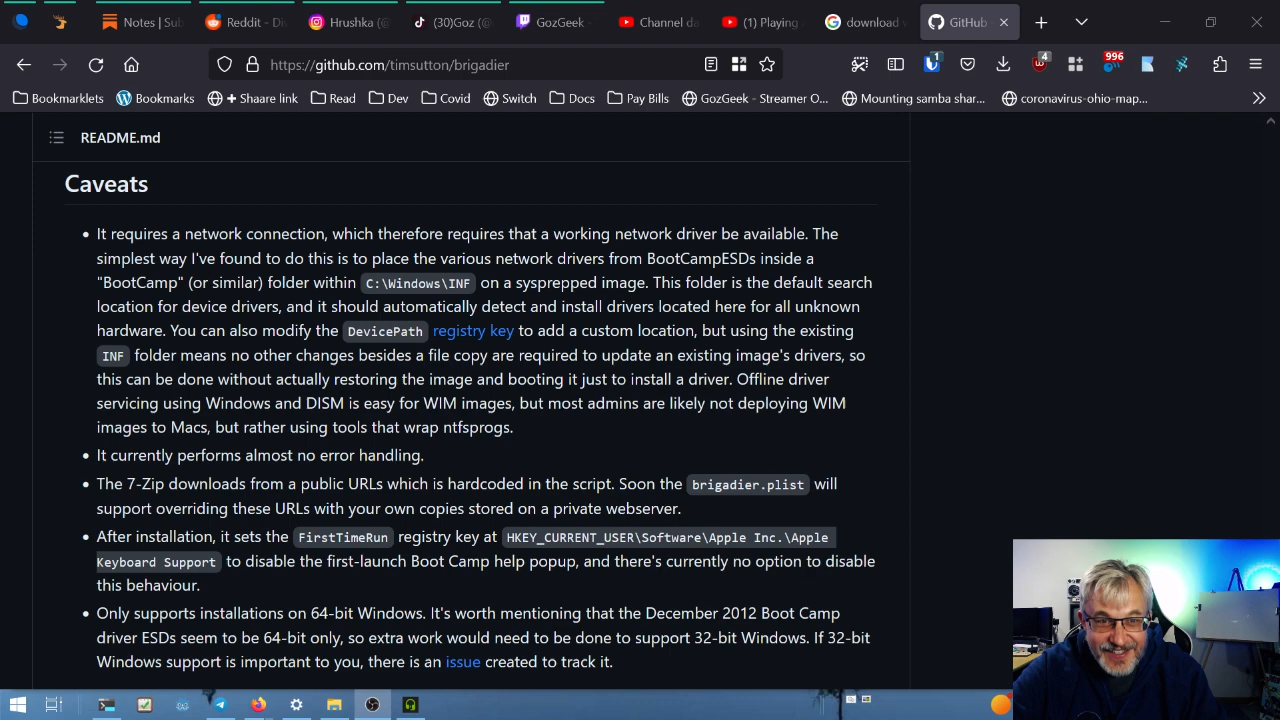 Notes | Sub
Reddit - Div
Hrushka (@
(30)Goz (@
GozGeek -
Channel da
(1) Playing
download w
GitHub
https://github.com/timsutton/brigadier
1
4
996
Bookmarklets
Bookmarks
+ Shaare link
Read
Dev
Covid
Switch
Docs
Pay Bills
GozGeek - Streamer O...
Mounting samba shar...
coronavirus-ohio-map...
README.md
Caveats
It requires a network connection, which therefore requires that a working network driver be available. The
simplest way I've found to do this is to place the various network drivers from BootCampESDs inside a
"BootCamp" (or similar) folder within C:\Windows\INF on a sysprepped image. This folder is the default search
location for device drivers, and it should automatically detect and install drivers located here for all unknown
hardware. You can also modify the DevicePath registry key to add a custom location, but using the existing
INF folder means no other changes besides a file copy are required to update an existing image's drivers, so
this can be done without actually restoring the image and booting it just to install a driver. Offline driver
servicing using Windows and DISM is easy for WIM images, but most admins are likely not deploying WIM
images to Macs, but rather using tools that wrap ntfsprogs.
It currently performs almost no error handling.
The 7-Zip downloads from a public URLs which is hardcoded in the script. Soon the brigadier.plist will
support overriding these URLs with your own copies stored on a private webserver.
After installation, it sets the FirstTimeRun registry key at HKEY_CURRENT_USER\Software\Apple Inc.\Apple
Keyboard Support to disable the first-launch Boot Camp help popup, and there's currently no option to disable
this behaviour.
Only supports installations on 64-bit Windows. It's worth mentioning that the December 2012 Boot Camp
driver ESDs seem to be 64-bit only, so extra work would need to be done to support 32-bit Windows. If 32-bit
Windows support is important to you, there is an issue created to track it.